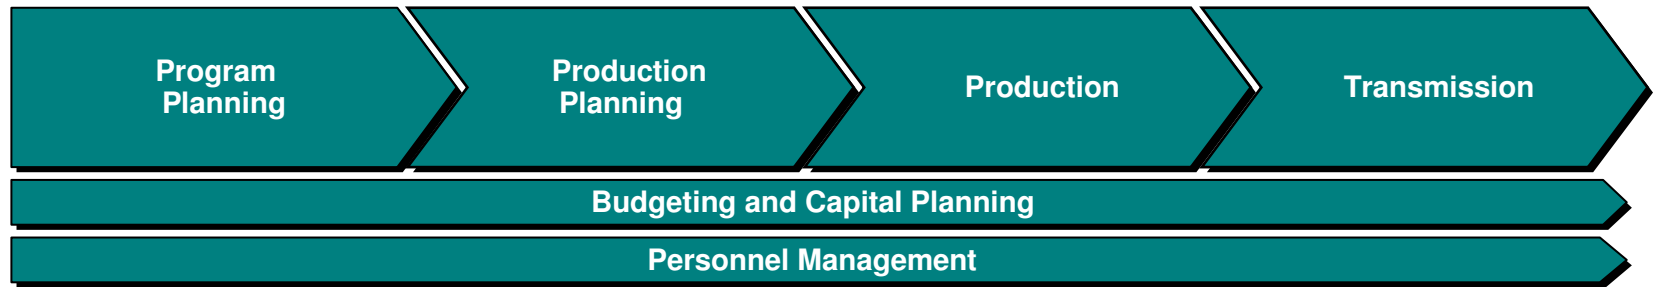 Program
Planning
Production
Planning
Production
Transmission
Budgeting and Capital Planning
Personnel Management